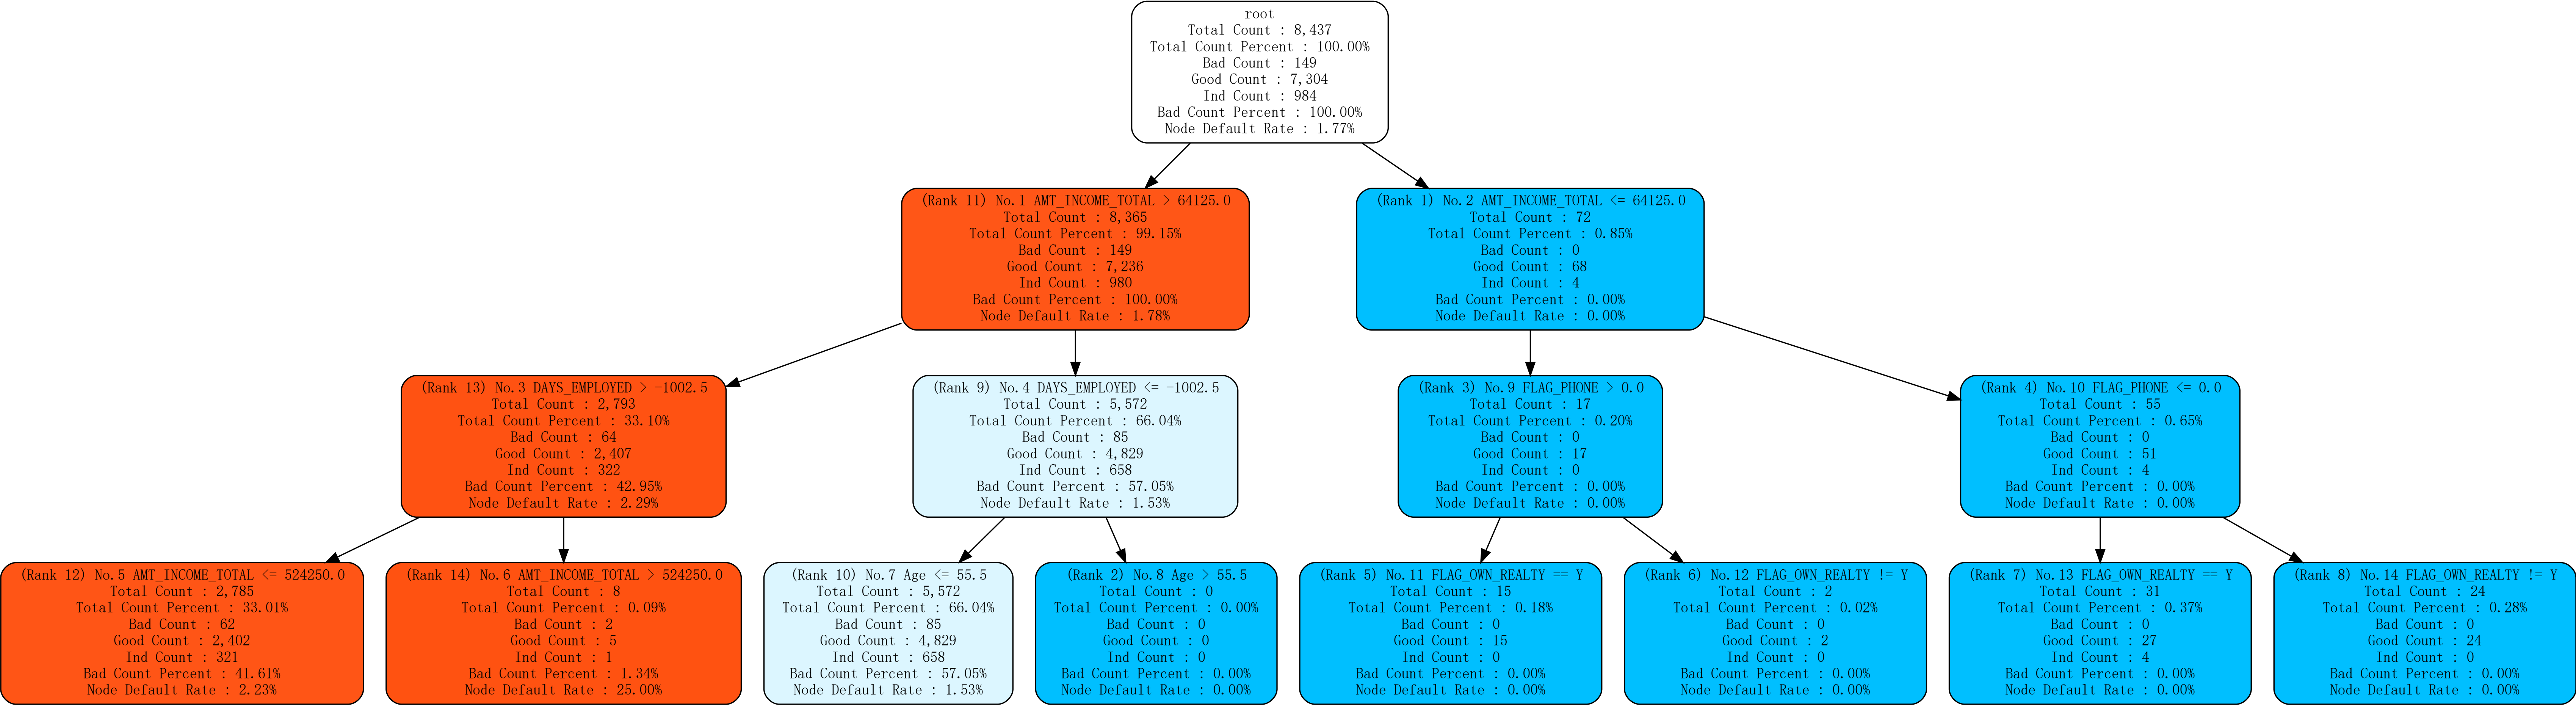 root
Total Count : 8,437
Total Count Percent : 100.00%
Bad Count : 149
Good Count : 7,304
Ind Count : 984
Bad Count Percent : 100.00%
Node Default Rate : 1.77%
(Rank 11) No.1 AMT_INCOME_TOTAL > 64125.0
Total Count : 8,365
Total Count Percent : 99.15%
Bad Count : 149
Good Count : 7,236
Ind Count : 980
Bad Count Percent : 100.00%
Node Default Rate : 1.78%
(Rank 1) No.2 AMT_INCOME_TOTAL <= 64125.0
Total Count : 72
Total Count Percent : 0.85%
Bad Count : 0
Good Count : 68
Ind Count : 4
Bad Count Percent : 0.00%
Node Default Rate : 0.00%
(Rank 13) No.3 DAYS_EMPLOYED > -1002.5
Total Count : 2,793
Total Count Percent : 33.10%
Bad Count : 64
Good Count : 2,407
Ind Count : 322
Bad Count Percent : 42.95%
Node Default Rate : 2.29%
(Rank 9) No.4 DAYS_EMPLOYED <= -1002.5
Total Count : 5,572
Total Count Percent : 66.04%
Bad Count : 85
Good Count : 4,829
Ind Count : 658
Bad Count Percent : 57.05%
Node Default Rate : 1.53%
(Rank 3) No.9 FLAG_PHONE > 0.0
Total Count : 17
Total Count Percent : 0.20%
Bad Count : 0
Good Count : 17
Ind Count : 0
Bad Count Percent : 0.00%
Node Default Rate : 0.00%
(Rank 4) No.10 FLAG_PHONE <= 0.0
Total Count : 55
Total Count Percent : 0.65%
Bad Count : 0
Good Count : 51
Ind Count : 4
Bad Count Percent : 0.00%
Node Default Rate : 0.00%
(Rank 12) No.5 AMT_INCOME_TOTAL <= 524250.0
Total Count : 2,785
Total Count Percent : 33.01%
Bad Count : 62
Good Count : 2,402
Ind Count : 321
Bad Count Percent : 41.61%
Node Default Rate : 2.23%
(Rank 14) No.6 AMT_INCOME_TOTAL > 524250.0
Total Count : 8
Total Count Percent : 0.09%
Bad Count : 2
Good Count : 5
Ind Count : 1
Bad Count Percent : 1.34%
Node Default Rate : 25.00%
(Rank 10) No.7 Age <= 55.5
Total Count : 5,572
Total Count Percent : 66.04%
Bad Count : 85
Good Count : 4,829
Ind Count : 658
Bad Count Percent : 57.05%
Node Default Rate : 1.53%
(Rank 2) No.8 Age > 55.5
Total Count : 0
Total Count Percent : 0.00%
Bad Count : 0
Good Count : 0
Ind Count : 0
Bad Count Percent : 0.00%
Node Default Rate : 0.00%
(Rank 5) No.11 FLAG_OWN_REALTY == Y
Total Count : 15
Total Count Percent : 0.18%
Bad Count : 0
Good Count : 15
Ind Count : 0
Bad Count Percent : 0.00%
Node Default Rate : 0.00%
(Rank 6) No.12 FLAG_OWN_REALTY != Y
Total Count : 2
Total Count Percent : 0.02%
Bad Count : 0
Good Count : 2
Ind Count : 0
Bad Count Percent : 0.00%
Node Default Rate : 0.00%
(Rank 7) No.13 FLAG_OWN_REALTY == Y
Total Count : 31
Total Count Percent : 0.37%
Bad Count : 0
Good Count : 27
Ind Count : 4
Bad Count Percent : 0.00%
Node Default Rate : 0.00%
(Rank 8) No.14 FLAG_OWN_REALTY != Y
Total Count : 24
Total Count Percent : 0.28%
Bad Count : 0
Good Count : 24
Ind Count : 0
Bad Count Percent : 0.00%
Node Default Rate : 0.00%